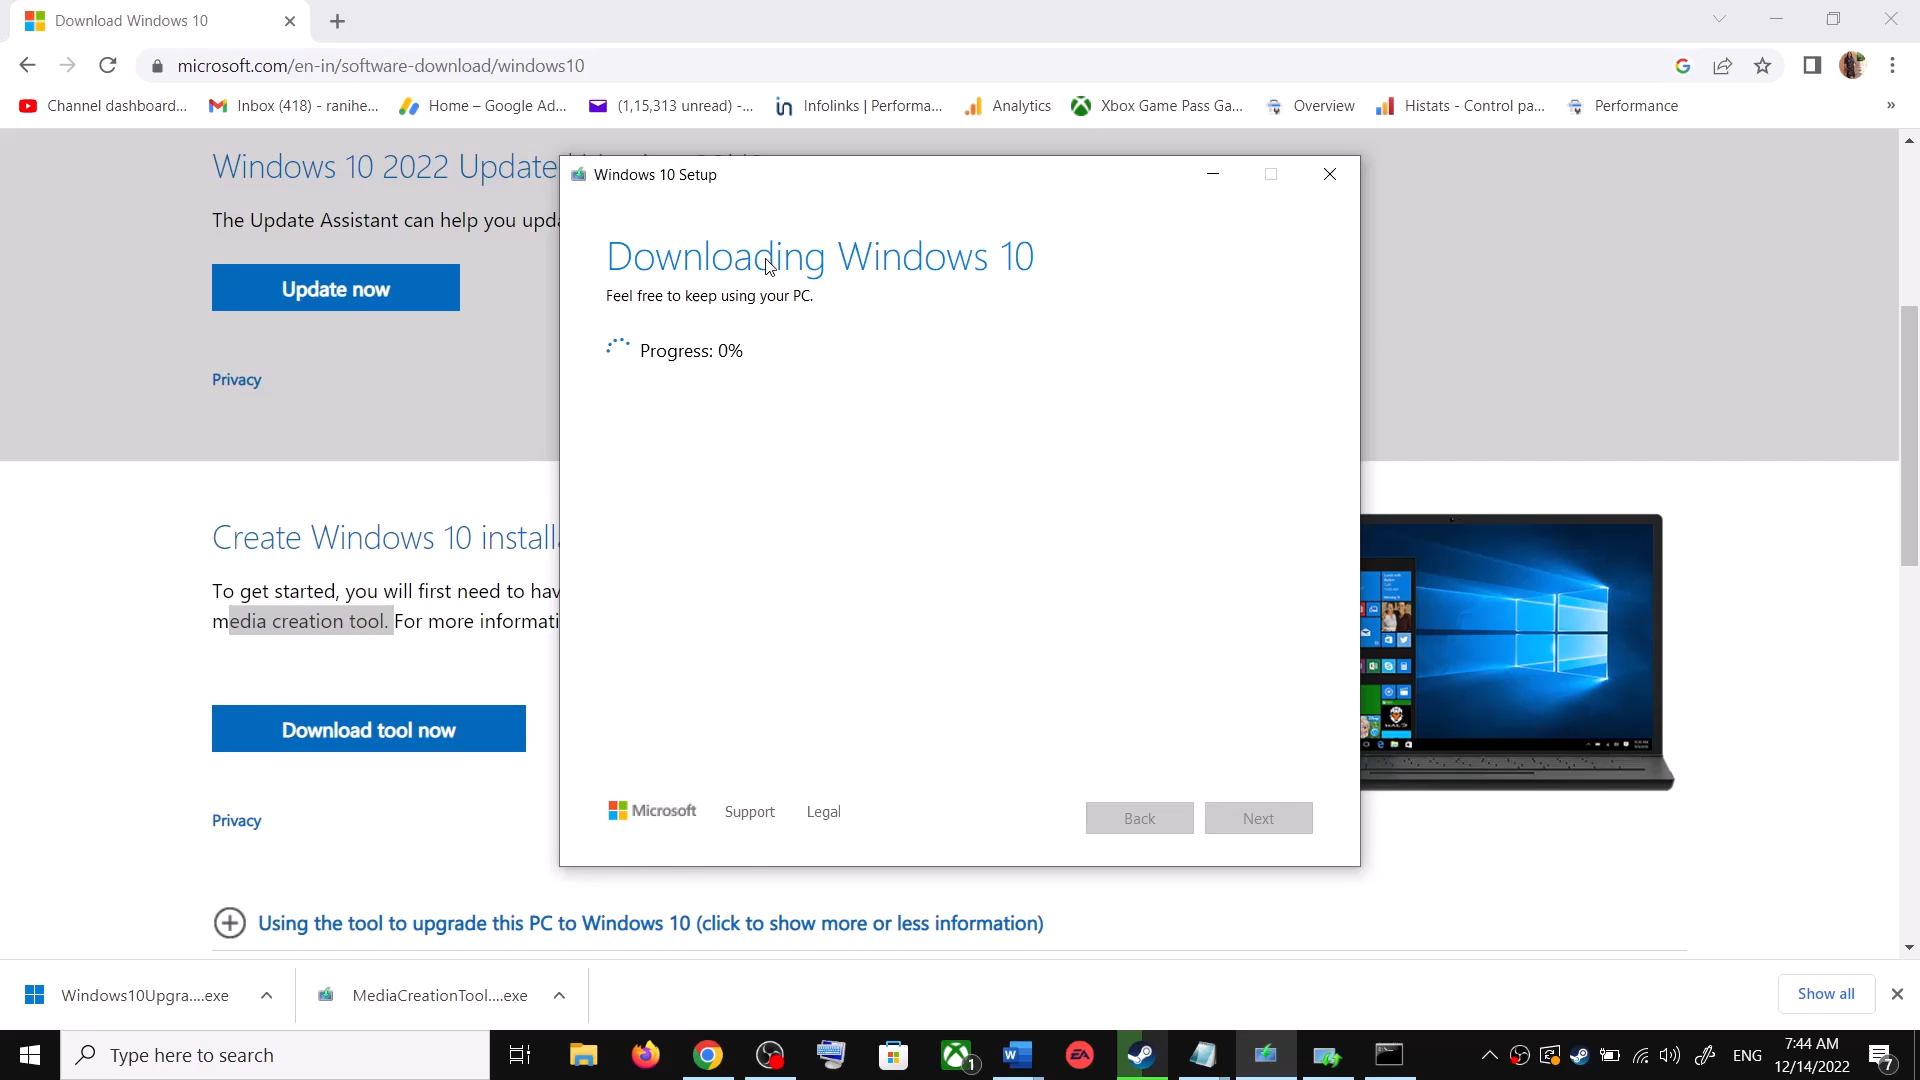 Download Windows 10
microsoft.com/en-in/software-download/windows10
Channel dashboard...
Inbox (418) - ranihe...
Home – Google Ad...
(1,15,313 unread) -...
Infolinks | Performa...
Analytics
Xbox Game Pass Ga...
Overview
Histats - Control pa...
Performance
»
Windows 10 2022 Update
The Update Assistant can help you upda
Update now
Privacy
Windows 10 Setup
Downloading Windows 10
Feel free to keep using your PC.
Progress: 0%
Microsoft
Support
Legal
Back
Next
Create Windows 10 installa
To get started, you will first need to hav
media creation tool. For more informati
Download tool now
Privacy
Using the tool to upgrade this PC to Windows 10 (click to show more or less information)
Windows10Upgra....exe
MediaCreationTool....exe
Show all
Type here to search
1
ENG
7:44 AM
12/14/2022
7